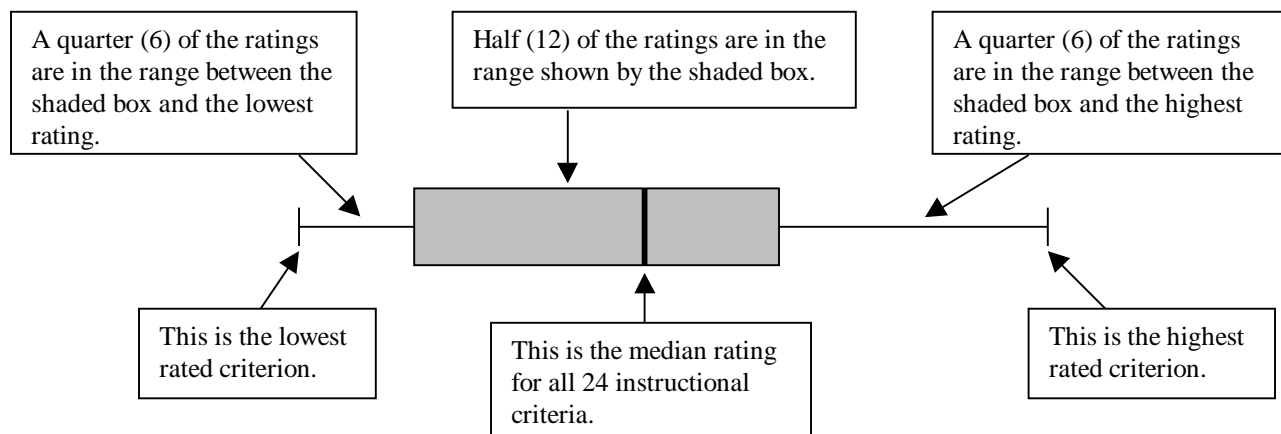 A quarter (6) of the ratings
are in the range between the
shaded box and the lowest
rating.
Half (12) of the ratings are in the
range shown by the shaded box.
A quarter (6) of the ratings
are in the range between the
shaded box and the highest
rating.
This is the lowest
rated criterion.
This is the median rating
for all 24 instructional
criteria.
This is the highest
rated criterion.